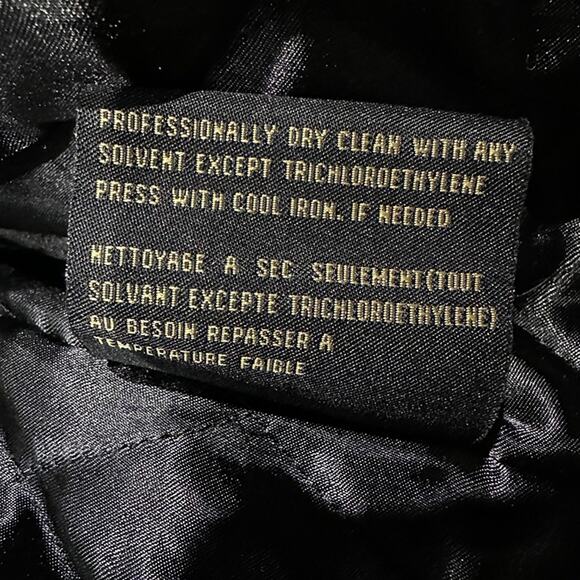 PROFESSIONALLY DRY CLEAN WITH ANY
SOLVENT EXCEPT TRICHLOROETHYLENE
PRESS WITH COOL IRON. IF NEEDED
NETTOYAGE A SEC SEULEMENT(TOUT
SOLVANT EXCEPTE TRICHLOROETHYLENE)
AU BESOIN REPASSER A
TEMPERATURE FAIBLE